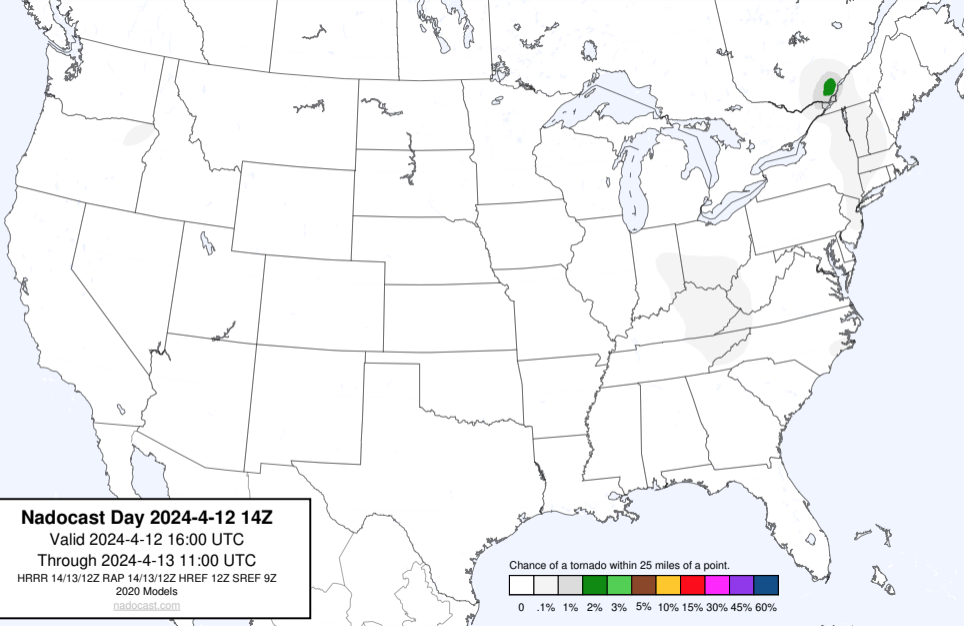 Nadocast Day 2024-4-12 14Z
Valid 2024-4-12 16:00 UTC
Through 2024-4-13 11:00 UTC
HRRR 14/13/12Z RAP 14/13/12Z HREF 12Z SREF 9Z
2020 Models
nadocast.com
Chance of a tornado within 25 miles of a point.
0 .1% 1% 2% 3% 5% 10% 15% 30% 45% 60%